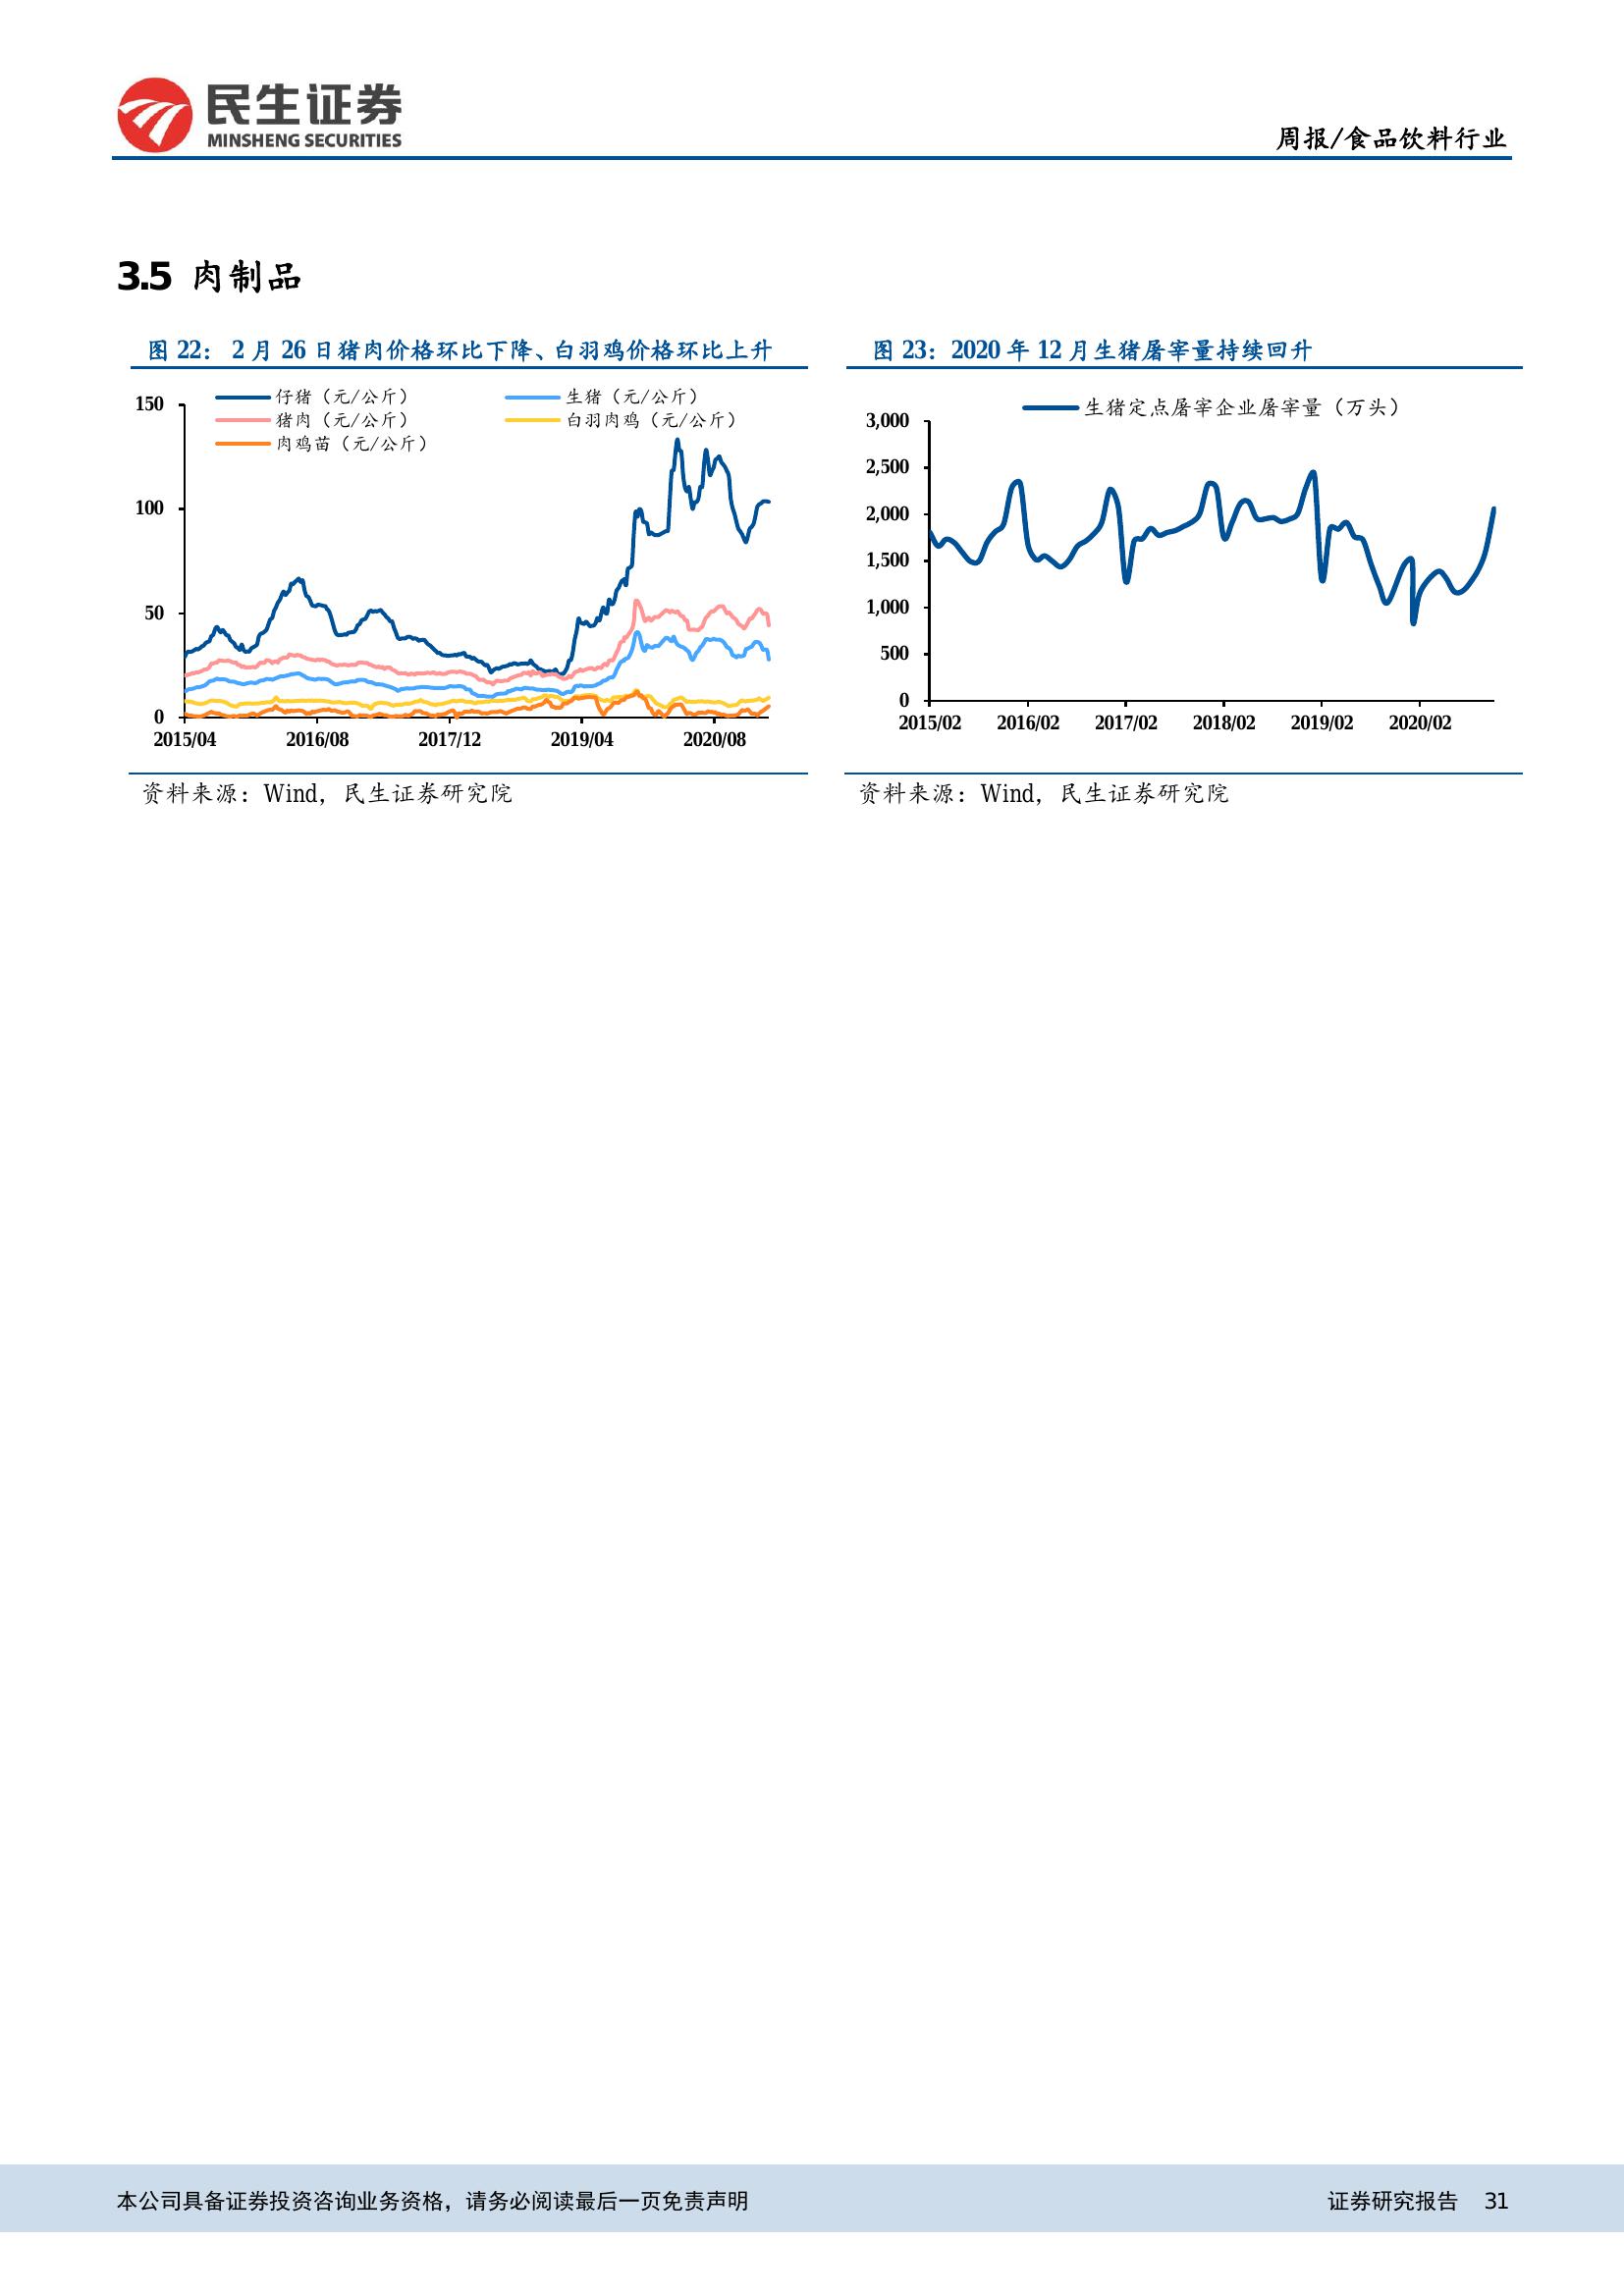 民生证券
MINSHENG SECURITIES
周报/食品饮料行业
3.5 肉制品
图 22： 2 月 26 日猪肉价格环比下降、白羽鸡价格环比上升
仔猪（元/公斤）
生猪（元/公斤）
猪肉（元/公斤）
白羽肉鸡（元/公斤）
肉鸡苗（元/公斤）
150
100
50
0
2015/04 2016/08 2017/12 2019/04 2020/08
资料来源：Wind，民生证券研究院
图 23：2020 年 12 月生猪屠宰量持续回升
生猪定点屠宰企业屠宰量（万头）
3,000
2,500
2,000
1,500
1,000
500
0
2015/02 2016/02 2017/02 2018/02 2019/02 2020/02
资料来源：Wind，民生证券研究院
本公司具备证券投资咨询业务资格，请务必阅读最后一页免责声明
证券研究报告 31